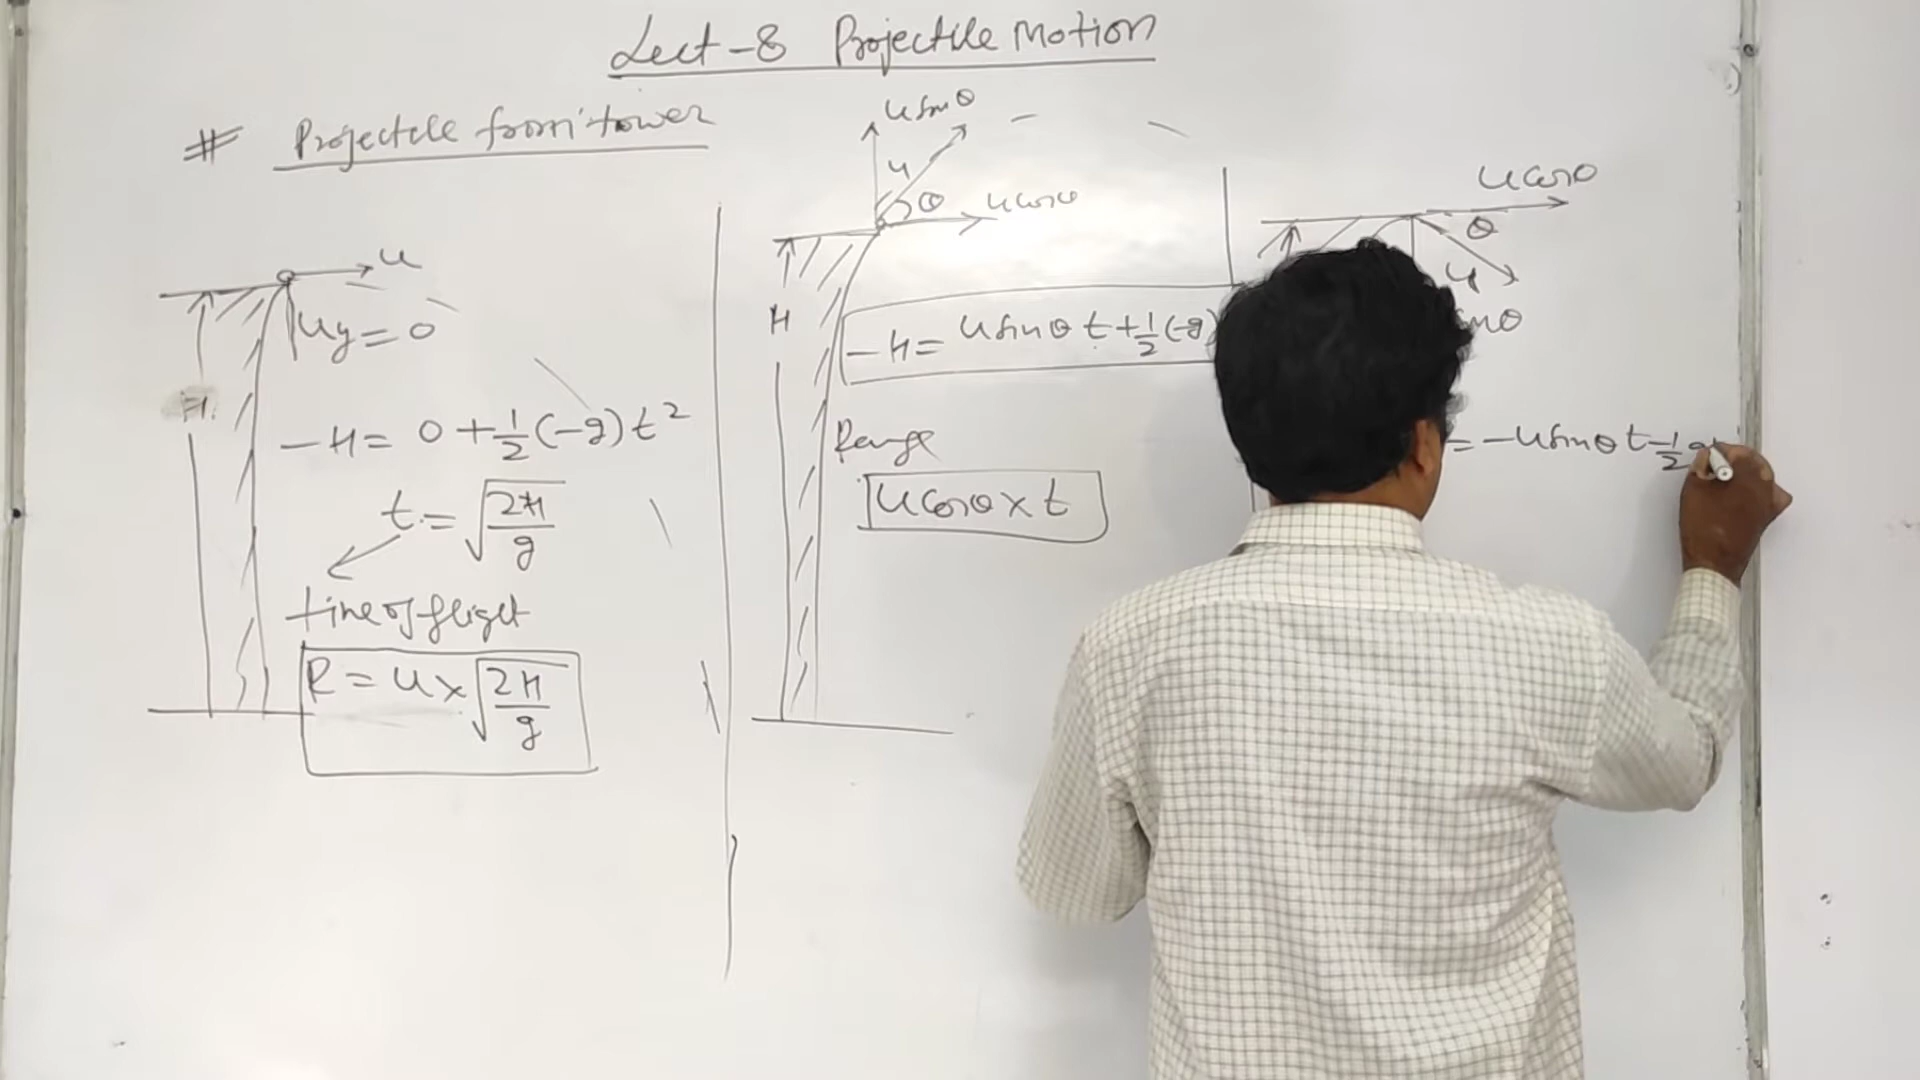 Lect-8 Projectile Motion
# Projectile from tower
u
uy = 0
H
-H = 0 + 1/2 (-g) t²
t = √(2H/g)
time of flight
R = u × √(2H/g)
u sinθ
u
θ
u cosθ
H
-H = u sinθ t + 1/2 (-g)
Range
u cosθ × t
u cosθ
θ
u
inθ
= -u sinθ t - 1/2 g